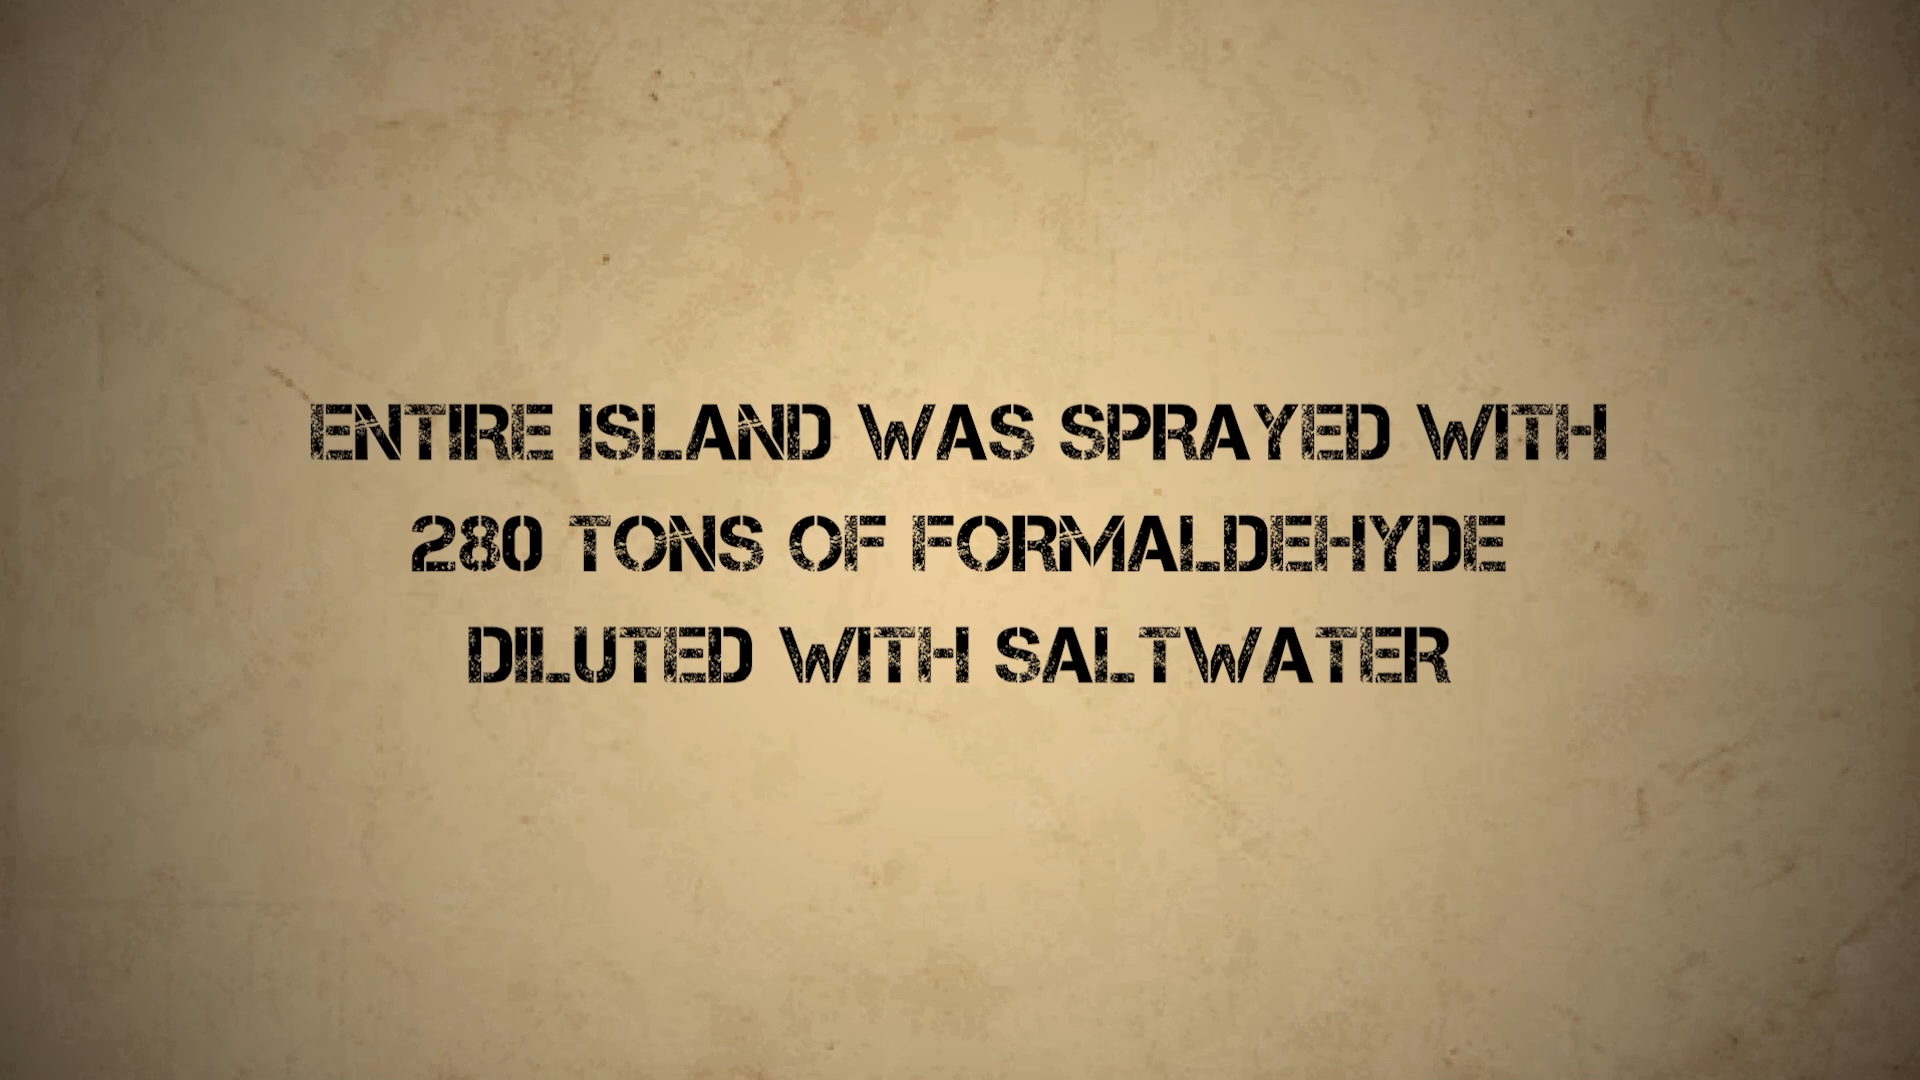 ENTIRE ISLAND WAS SPRAYED WITH
280 TONS OF FORMALDEHYDE
DILUTED WITH SALTWATER